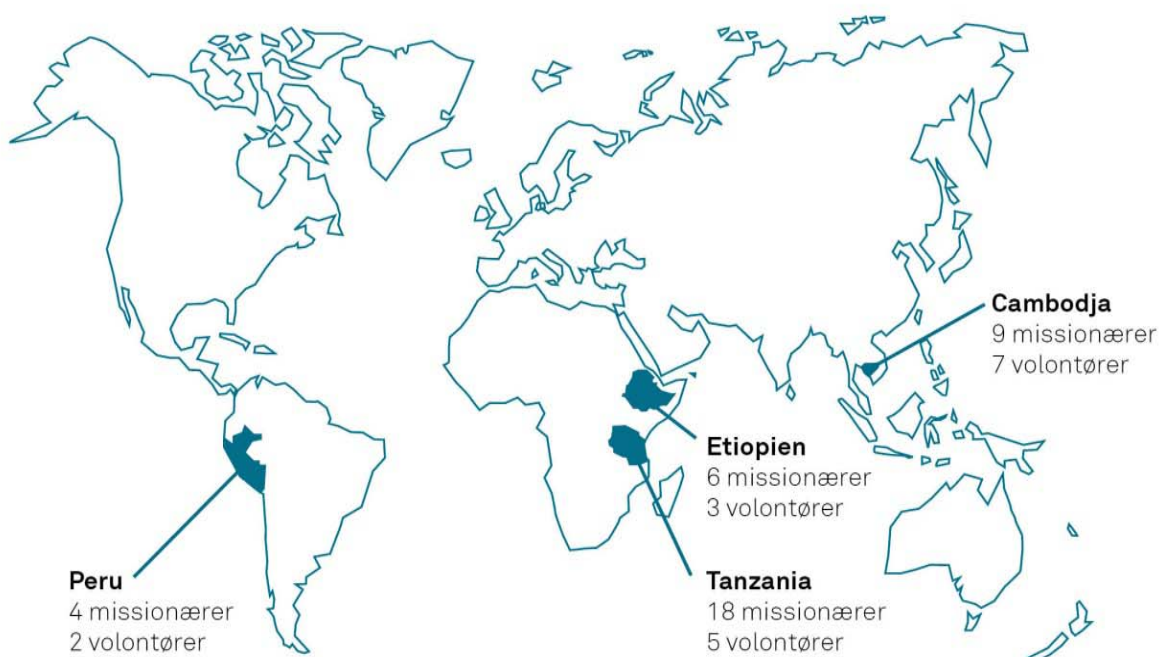 Cambodja
9 missionærer
7 volontører
Etiopien
6 missionærer
3 volontører
Peru
4 missionærer
2 volontører
Tanzania
18 missionærer
5 volontører